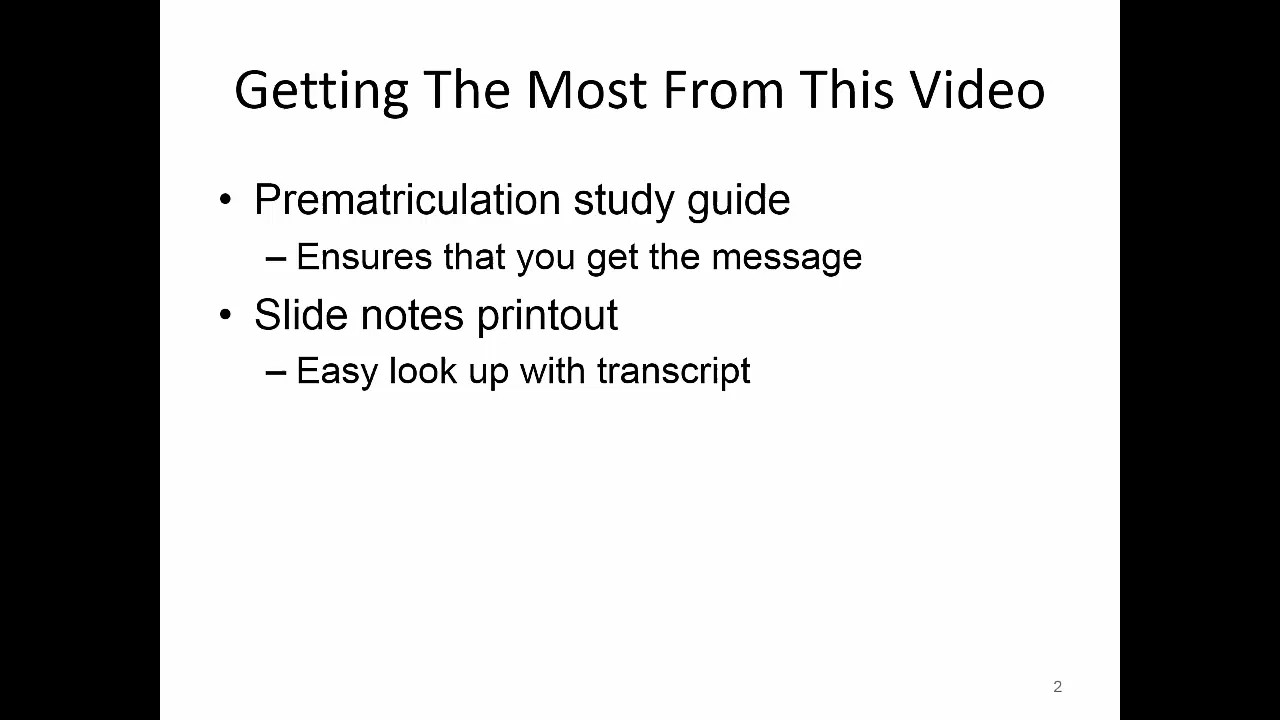 Getting The Most From This Video
• Prematriculation study guide
– Ensures that you get the message
• Slide notes printout
– Easy look up with transcript
2